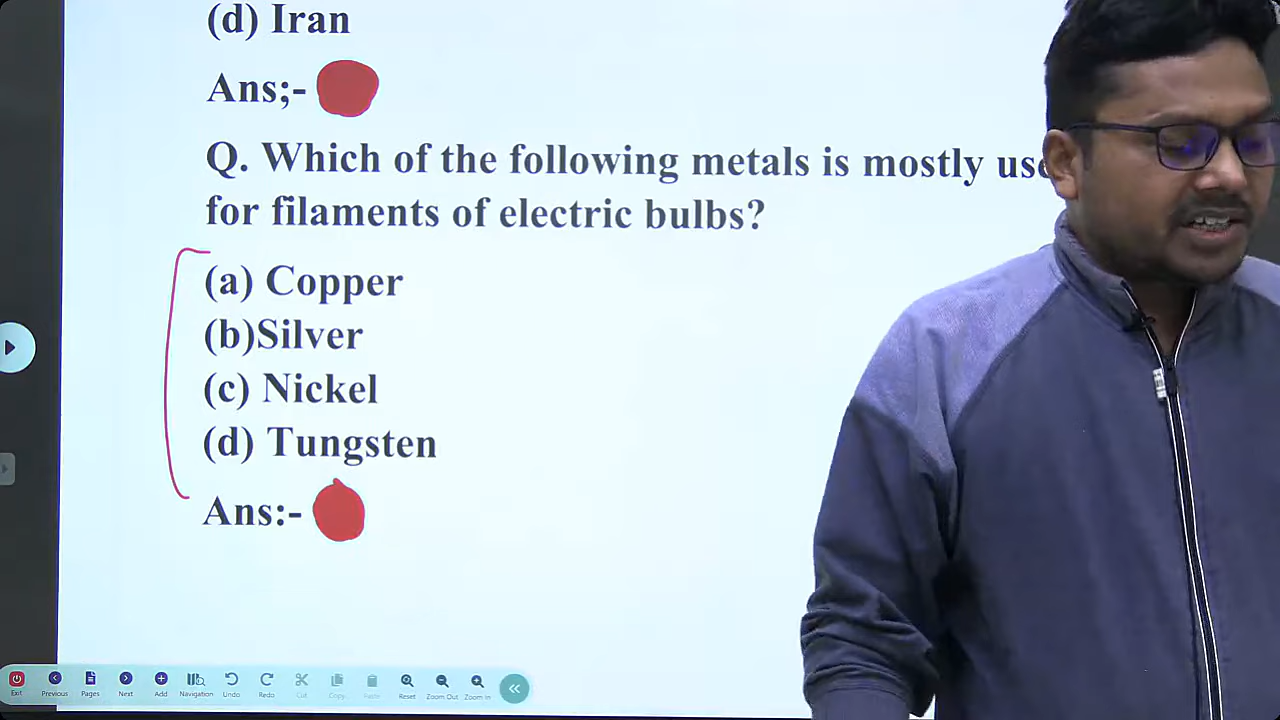 (d) Iran
Ans;-
Q. Which of the following metals is mostly
for filaments of electric bulbs?
(a) Copper
(b)Silver
(c) Nickel
(d) Tungsten
Ans:-
Exit Previous Pages Next Add Navigation Undo Redo Cut Copy Paste Reset Zoom Out Zoom In